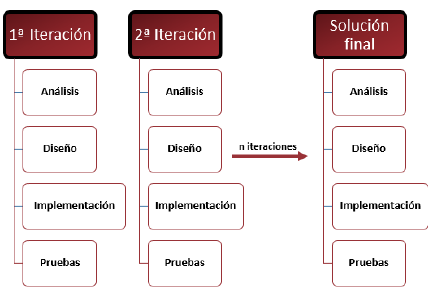 1ª Iteración
Análisis
Diseño
Implementación
Pruebas
2ª Iteración
Análisis
Diseño
Implementación
Pruebas
n iteraciones
Solución
final
Análisis
Diseño
Implementación
Pruebas